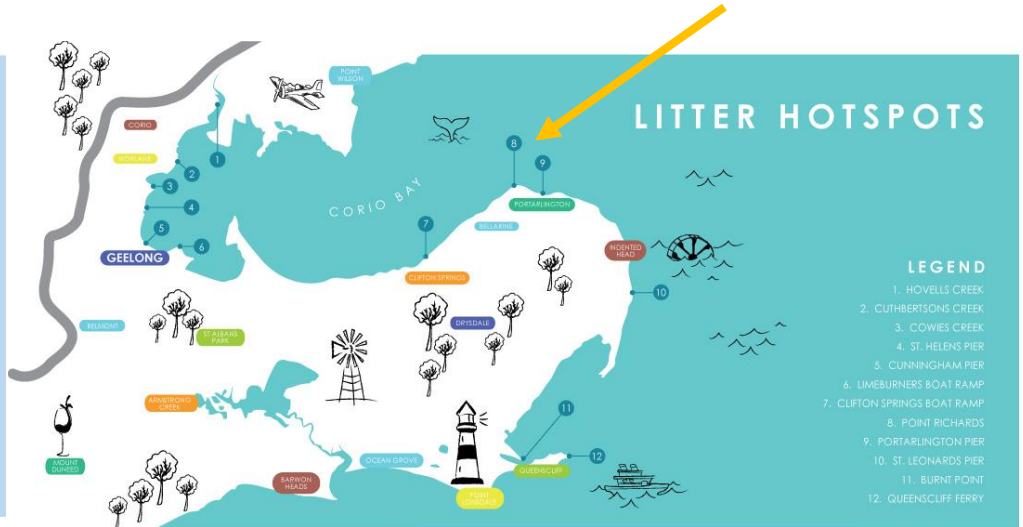 LITTER HOTSPOTS
POINT
WILSON
CORIO
NORLANE
1
2
3
4
5
6
GEELONG
CORIO BAY
7
8
9
PORTARLINGTON
BELLARINE
CLIFTON SPRINGS
INDENTED
HEAD
10
BELMONT
ST ALBANS
PARK
DRYSDALE
ARMSTRONG
CREEK
MOUNT
DUNEED
BARWON
HEADS
OCEAN GROVE
POINT
LONSDALE
11
12
QUEENSCLIFF
LEGEND
1. HOVELLS CREEK
2. CUTHBERTSONS CREEK
3. COWIES CREEK
4. ST. HELENS PIER
5. CUNNINGHAM PIER
6. LIMEBURNERS BOAT RAMP
7. CLIFTON SPRINGS BOAT RAMP
8. POINT RICHARDS
9. PORTARLINGTON PIER
10. ST. LEONARDS PIER
11. BURNT POINT
12. QUEENSCLIFF FERRY